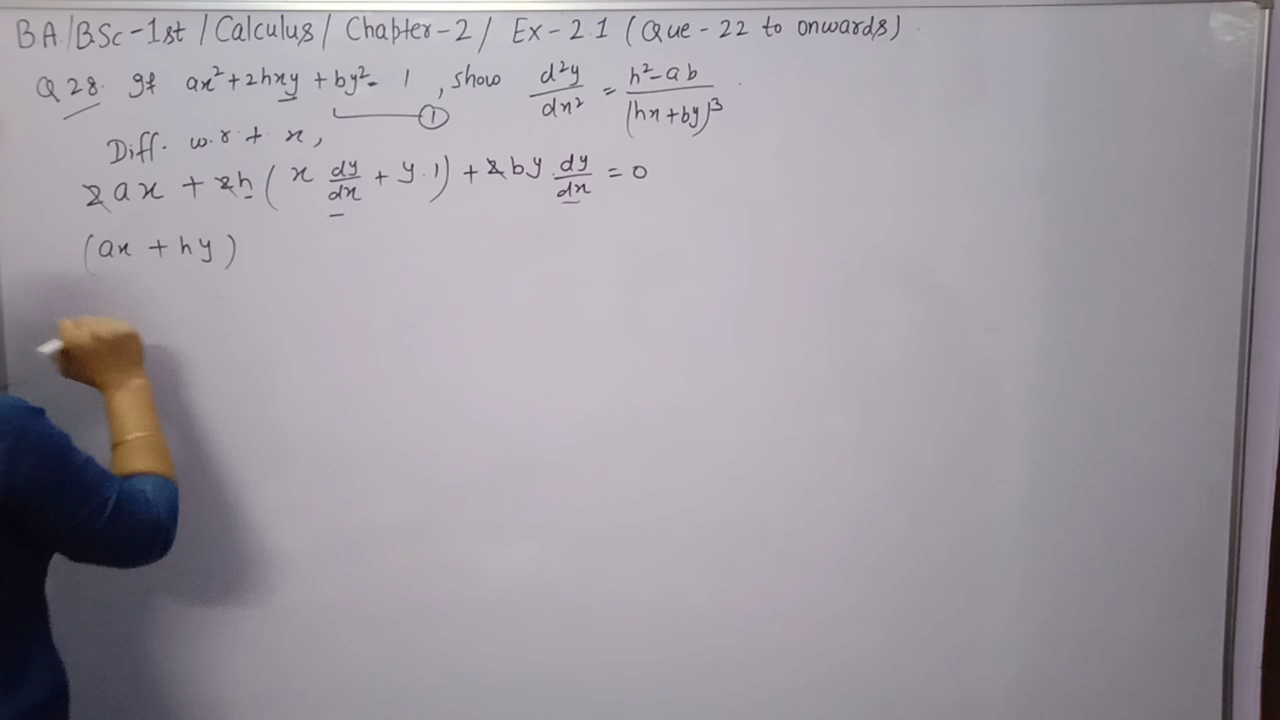 BA/BSc-1st / Calculus / Chapter-2 / Ex-2.1 (Que-22 to onwards)
Q 28. If ax²+2hxy+by²=1, show d²y/dx² = h²-ab/(hx+by)³
①
Diff. w.r.t x,
2ax + 2h(x dy/dx + y.1) + 2by.dy/dx = 0
(ax + hy)